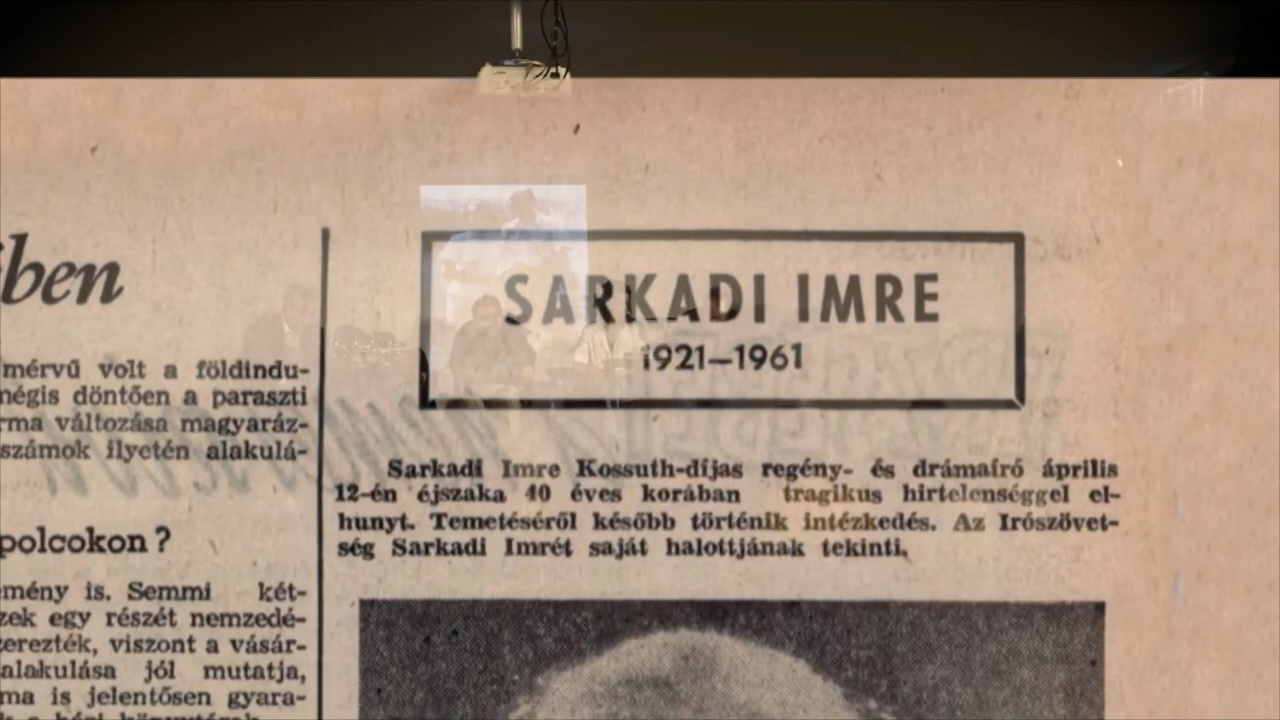 iben
mérvű volt a földindu-
mégis döntően a paraszti
rma változása magyaráz-
számok ilyetén alakulá-
polcokon ?
mény is. Semmi két-
zek egy részét nemzedé-
zerezték, viszont a vásár-
alakulása jól mutatja,
ma is jelentősen gyara-
SARKADI IMRE
1921—1961
Sarkadi Imre Kossuth-díjas regény- és drámaíró április
12-én éjszaka 40 éves korában tragikus hirtelenséggel el-
hunyt. Temetéséről később történik intézkedés. Az Irószövet-
ség Sarkadi Imrét saját halottjának tekinti.